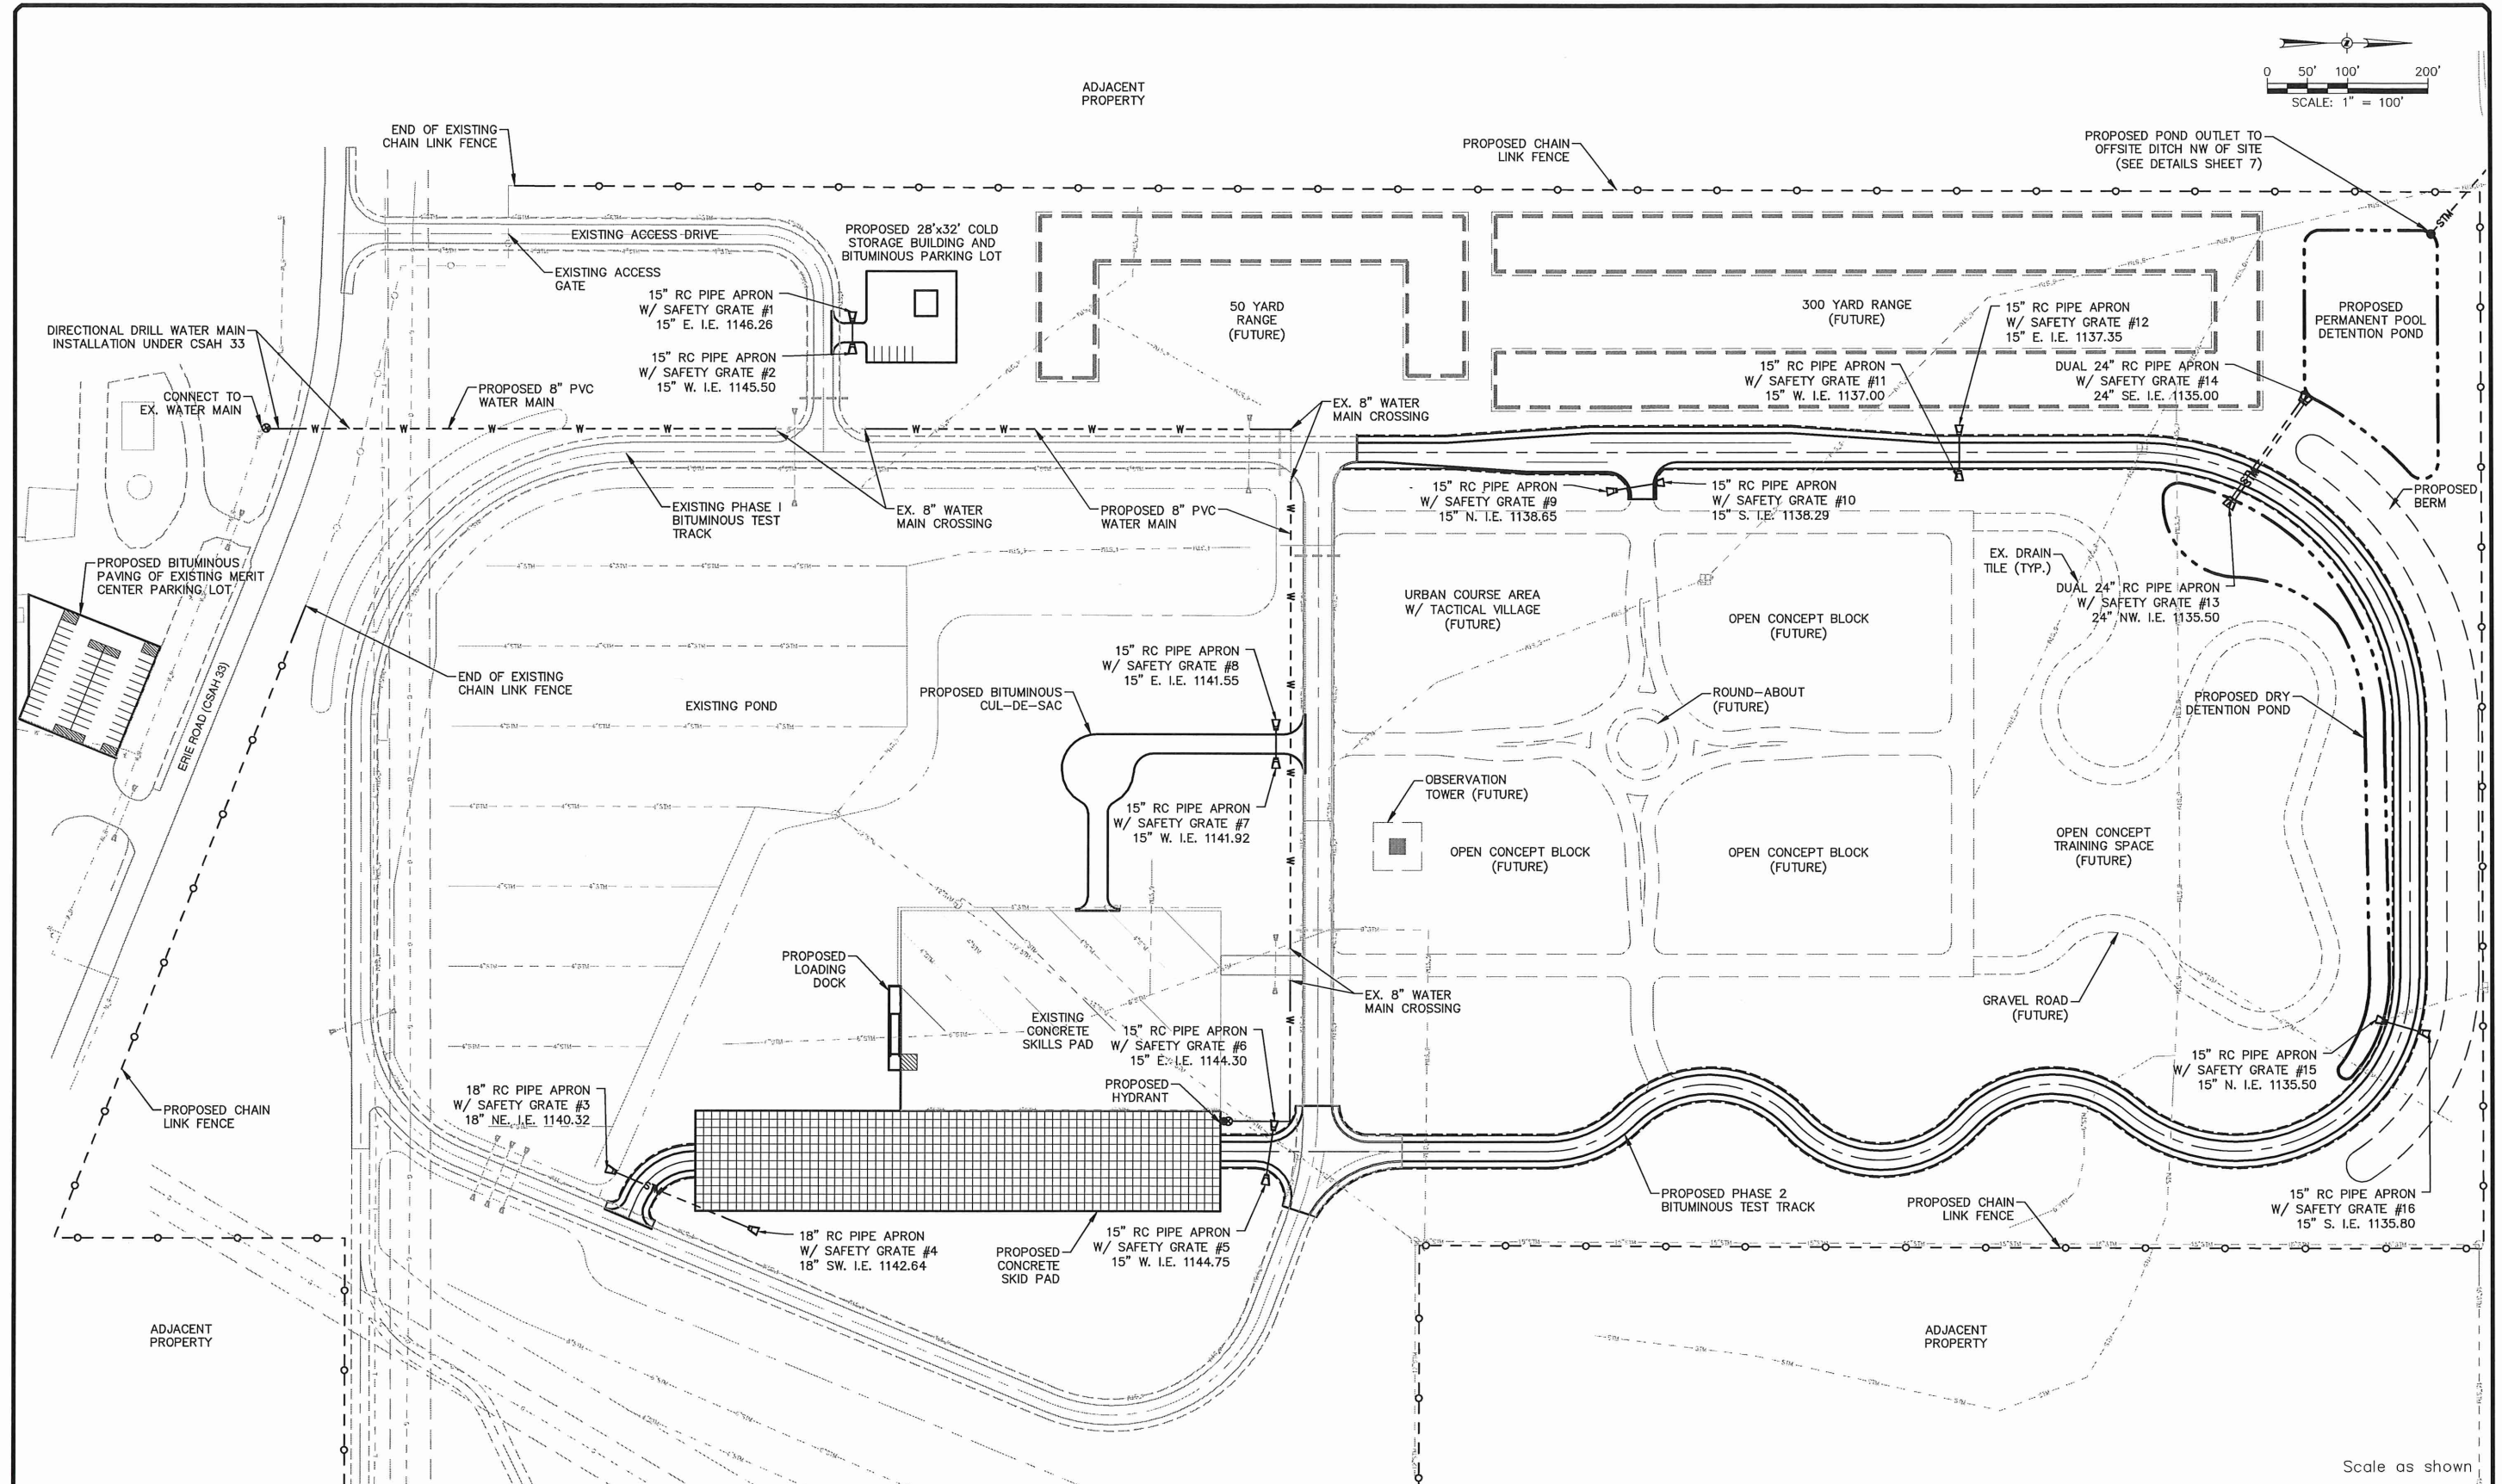 ADJACENT
PROPERTY
0 50' 100' 200'
SCALE: 1" = 100'
END OF EXISTING
CHAIN LINK FENCE
PROPOSED CHAIN
LINK FENCE
PROPOSED POND OUTLET TO
OFFSITE DITCH NW OF SITE
(SEE DETAILS SHEET 7)
STM
EXISTING ACCESS DRIVE
PROPOSED 28'x32' COLD
STORAGE BUILDING AND
BITUMINOUS PARKING LOT
EXISTING ACCESS
GATE
15" RC PIPE APRON
W/ SAFETY GRATE #1
15" E. I.E. 1146.26
15" RC PIPE APRON
W/ SAFETY GRATE #2
15" W. I.E. 1145.50
50 YARD
RANGE
(FUTURE)
300 YARD RANGE
(FUTURE)
15" RC PIPE APRON
W/ SAFETY GRATE #12
15" E. I.E. 1137.35
PROPOSED
PERMANENT POOL
DETENTION POND
DIRECTIONAL DRILL WATER MAIN
INSTALLATION UNDER CSAH 33
CONNECT TO
EX. WATER MAIN
PROPOSED 8" PVC
WATER MAIN
15" RC PIPE APRON
W/ SAFETY GRATE #11
15" W. I.E. 1137.00
DUAL 24" RC PIPE APRON
W/ SAFETY GRATE #14
24" SE. I.E. 1135.00
EX. 8" WATER
MAIN CROSSING
EXISTING PHASE I
BITUMINOUS TEST
TRACK
EX. 8" WATER
MAIN CROSSING
PROPOSED 8" PVC
WATER MAIN
15" RC PIPE APRON
W/ SAFETY GRATE #9
15" N. I.E. 1138.65
15" RC PIPE APRON
W/ SAFETY GRATE #10
15" S. I.E. 1138.29
PROPOSED
BERM
PROPOSED BITUMINOUS
PAVING OF EXISTING MERIT
CENTER PARKING LOT
EX. DRAIN
TILE (TYP.)
DUAL 24" RC PIPE APRON
W/ SAFETY GRATE #13
24" NW. I.E. 1135.50
URBAN COURSE AREA
W/ TACTICAL VILLAGE
(FUTURE)
OPEN CONCEPT BLOCK
(FUTURE)
END OF EXISTING
CHAIN LINK FENCE
ERIE ROAD (CSAH 33)
EXISTING POND
15" RC PIPE APRON
W/ SAFETY GRATE #8
15" E. I.E. 1141.55
PROPOSED BITUMINOUS
CUL-DE-SAC
ROUND-ABOUT
(FUTURE)
PROPOSED DRY
DETENTION POND
OBSERVATION
TOWER (FUTURE)
15" RC PIPE APRON
W/ SAFETY GRATE #7
15" W. I.E. 1141.92
OPEN CONCEPT BLOCK
(FUTURE)
OPEN CONCEPT BLOCK
(FUTURE)
OPEN CONCEPT
TRAINING SPACE
(FUTURE)
PROPOSED
LOADING
DOCK
EX. 8" WATER
MAIN CROSSING
GRAVEL ROAD
(FUTURE)
EXISTING
CONCRETE
SKILLS PAD
15" RC PIPE APRON
W/ SAFETY GRATE #6
15" E. I.E. 1144.30
PROPOSED
HYDRANT
15" RC PIPE APRON
W/ SAFETY GRATE #15
15" N. I.E. 1135.50
18" RC PIPE APRON
W/ SAFETY GRATE #3
18" NE. I.E. 1140.32
PROPOSED CHAIN
LINK FENCE
18" RC PIPE APRON
W/ SAFETY GRATE #4
18" SW. I.E. 1142.64
PROPOSED
CONCRETE
SKID PAD
15" RC PIPE APRON
W/ SAFETY GRATE #5
15" W. I.E. 1144.75
PROPOSED PHASE 2
BITUMINOUS TEST TRACK
PROPOSED CHAIN
LINK FENCE
15" RC PIPE APRON
W/ SAFETY GRATE #16
15" S. I.E. 1135.80
ADJACENT
PROPERTY
ADJACENT
PROPERTY
Scale as shown